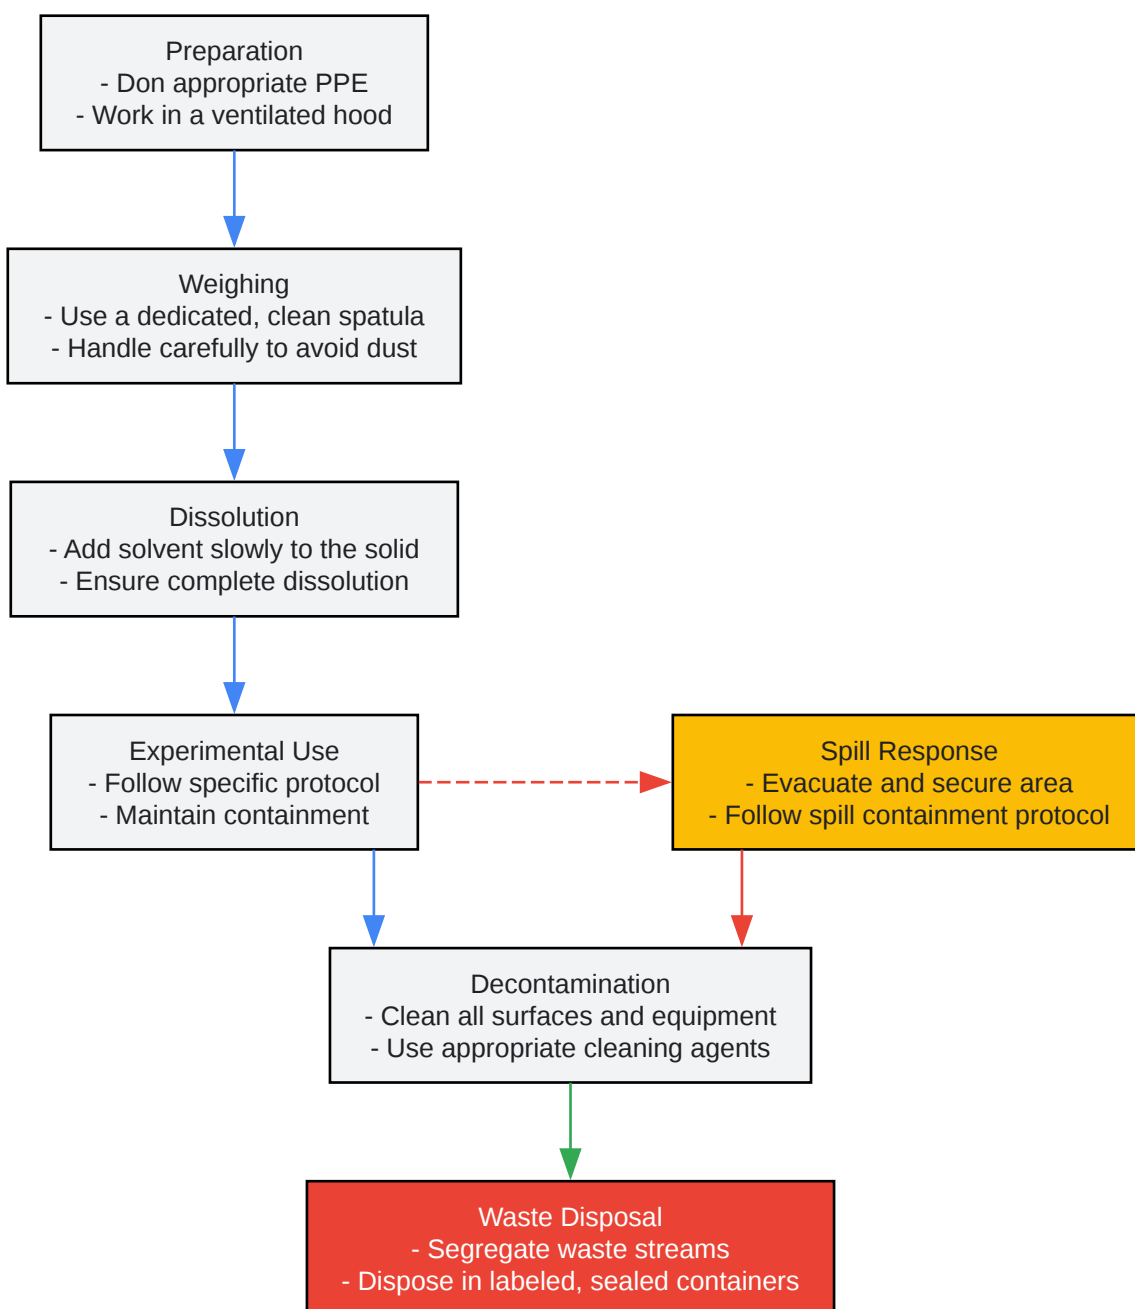 Preparation
- Don appropriate PPE
- Work in a ventilated hood
Weighing
- Use a dedicated, clean spatula
- Handle carefully to avoid dust
Dissolution
- Add solvent slowly to the solid
- Ensure complete dissolution
Experimental Use
- Follow specific protocol
- Maintain containment
Spill Response
- Evacuate and secure area
- Follow spill containment protocol
Decontamination
- Clean all surfaces and equipment
- Use appropriate cleaning agents
Waste Disposal
- Segregate waste streams
- Dispose in labeled, sealed containers